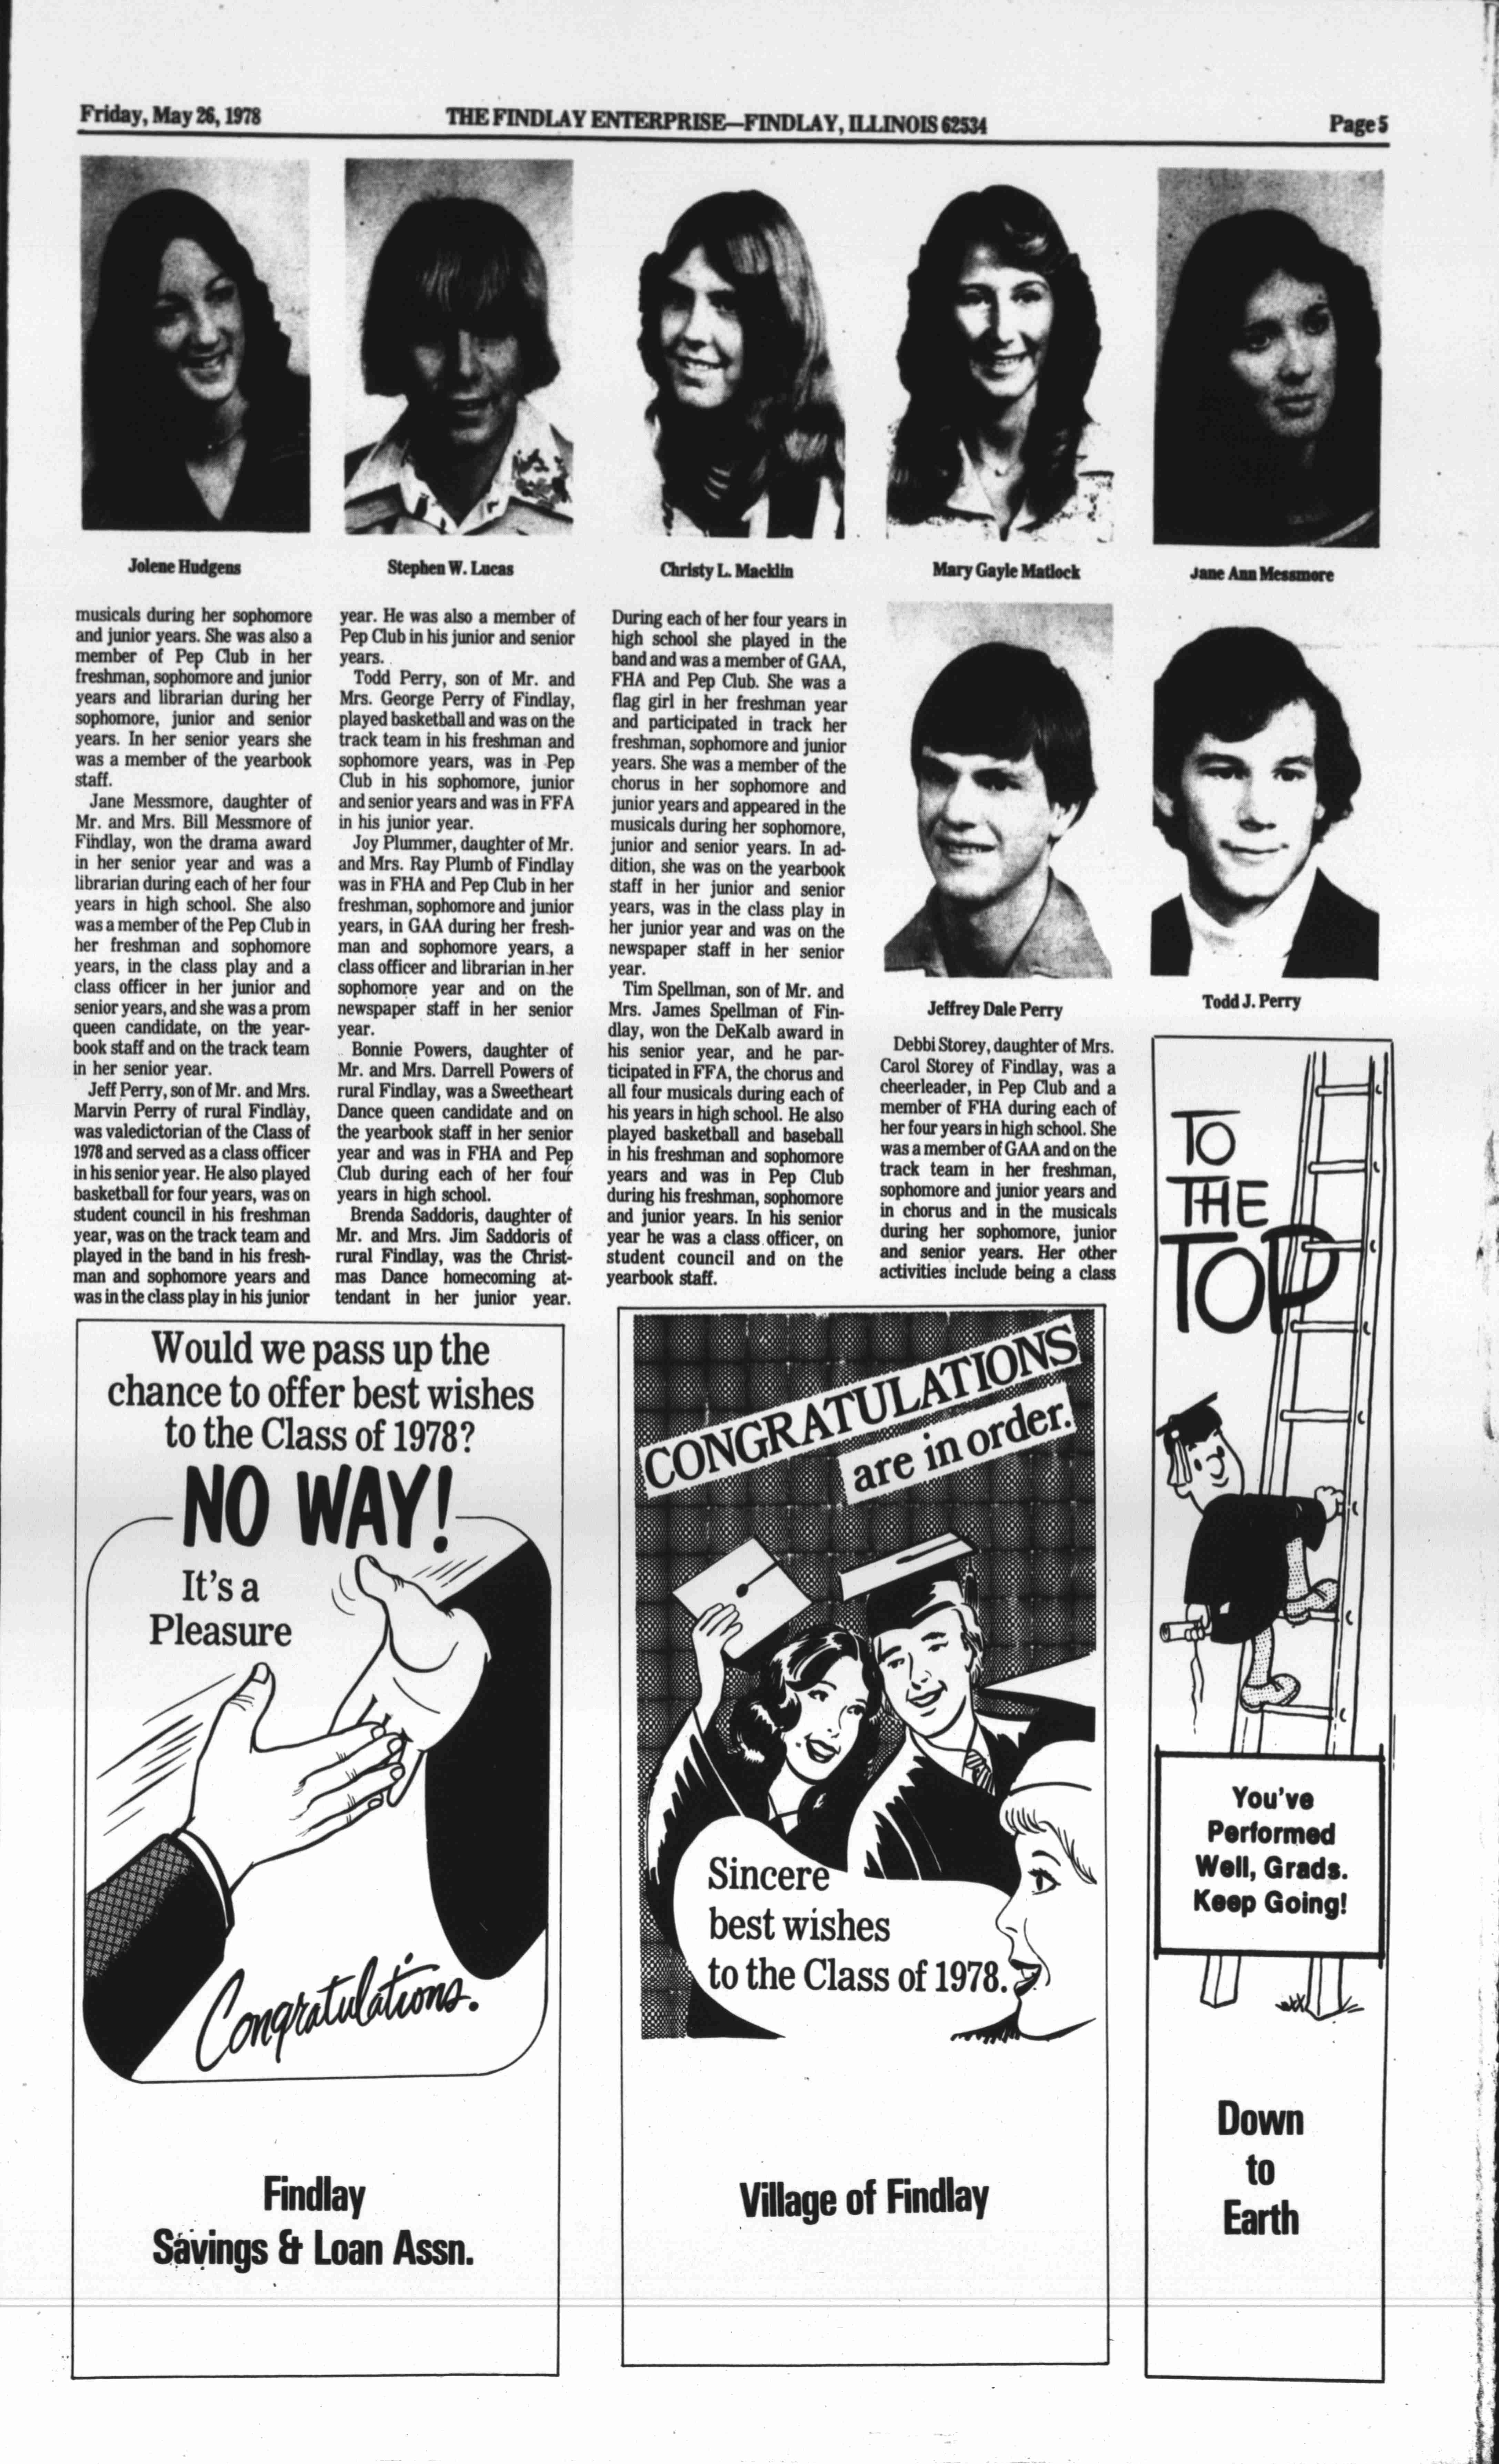 Friday, May 26, 1978
THE FINDLAY ENTERPRISE—FINDLAY, ILLINOIS 62534
Page 5
Jolene Hudgens
Stephen W. Lucas
Christy L. Macklin
Mary Gayle Matlock
Jane Ann Messmore
musicals during her sophomore
and junior years. She was also a
member of Pep Club in her
freshman, sophomore and junior
years and librarian during her
sophomore, junior and senior
years. In her senior years she
was a member of the yearbook
staff.
Jane Messmore, daughter of
Mr. and Mrs. Bill Messmore of
Findlay, won the drama award
in her senior year and was a
librarian during each of her four
years in high school. She also
was a member of the Pep Club in
her freshman and sophomore
years, in the class play and a
class officer in her junior and
senior years, and she was a prom
queen candidate, on the year-
book staff and on the track team
in her senior year.
Jeff Perry, son of Mr. and Mrs.
Marvin Perry of rural Findlay,
was valedictorian of the Class of
1978 and served as a class officer
in his senior year. He also played
basketball for four years, was on
student council in his freshman
year, was on the track team and
played in the band in his fresh-
man and sophomore years and
was in the class play in his junior
year. He was also a member of
Pep Club in his junior and senior
years.
Todd Perry, son of Mr. and
Mrs. George Perry of Findlay,
played basketball and was on the
track team in his freshman and
sophomore years, was in Pep
Club in his sophomore, junior
and senior years and was in FFA
in his junior year.
Joy Plummer, daughter of Mr.
and Mrs. Ray Plumb of Findlay
was in FHA and Pep Club in her
freshman, sophomore and junior
years, in GAA during her fresh-
man and sophomore years, a
class officer and librarian in her
sophomore year and on the
newspaper staff in her senior
year.
Bonnie Powers, daughter of
Mr. and Mrs. Darrell Powers of
rural Findlay, was a Sweetheart
Dance queen candidate and on
the yearbook staff in her senior
year and was in FHA and Pep
Club during each of her four
years in high school.
Brenda Saddoris, daughter of
Mr. and Mrs. Jim Saddoris of
rural Findlay, was the Christ-
mas Dance homecoming at-
tendant in her junior year.
During each of her four years in
high school she played in the
band and was a member of GAA,
FHA and Pep Club. She was a
flag girl in her freshman year
and participated in track her
freshman, sophomore and junior
years. She was a member of the
chorus in her sophomore and
junior years and appeared in the
musicals during her sophomore,
junior and senior years. In ad-
dition, she was on the yearbook
staff in her junior and senior
years, was in the class play in
her junior year and was on the
newspaper staff in her senior
year.
Tim Spellman, son of Mr. and
Mrs. James Spellman of Fin-
dlay, won the DeKalb award in
his senior year, and he par-
ticipated in FFA, the chorus and
all four musicals during each of
his years in high school. He also
played basketball and baseball
in his freshman and sophomore
years and was in Pep Club
during his freshman, sophomore
and junior years. In his senior
year he was a class officer, on
student council and on the
yearbook staff.
Jeffrey Dale Perry
Todd J. Perry
Debbi Storey, daughter of Mrs.
Carol Storey of Findlay, was a
cheerleader, in Pep Club and a
member of FHA during each of
her four years in high school. She
was a member of GAA and on the
track team in her freshman,
sophomore and junior years and
in chorus and in the musicals
during her sophomore, junior
and senior years. Her other
activities include being a class
Would we pass up the
chance to offer best wishes
to the Class of 1978?
NO WAY!
It's a
Pleasure
Congratulations.
Findlay
Savings & Loan Assn.
CONGRATULATIONS
are in order.
Sincere
best wishes
to the Class of 1978.
Village of Findlay
TO
THE
TOP
You've
Performed
Well, Grads.
Keep Going!
Down
to
Earth